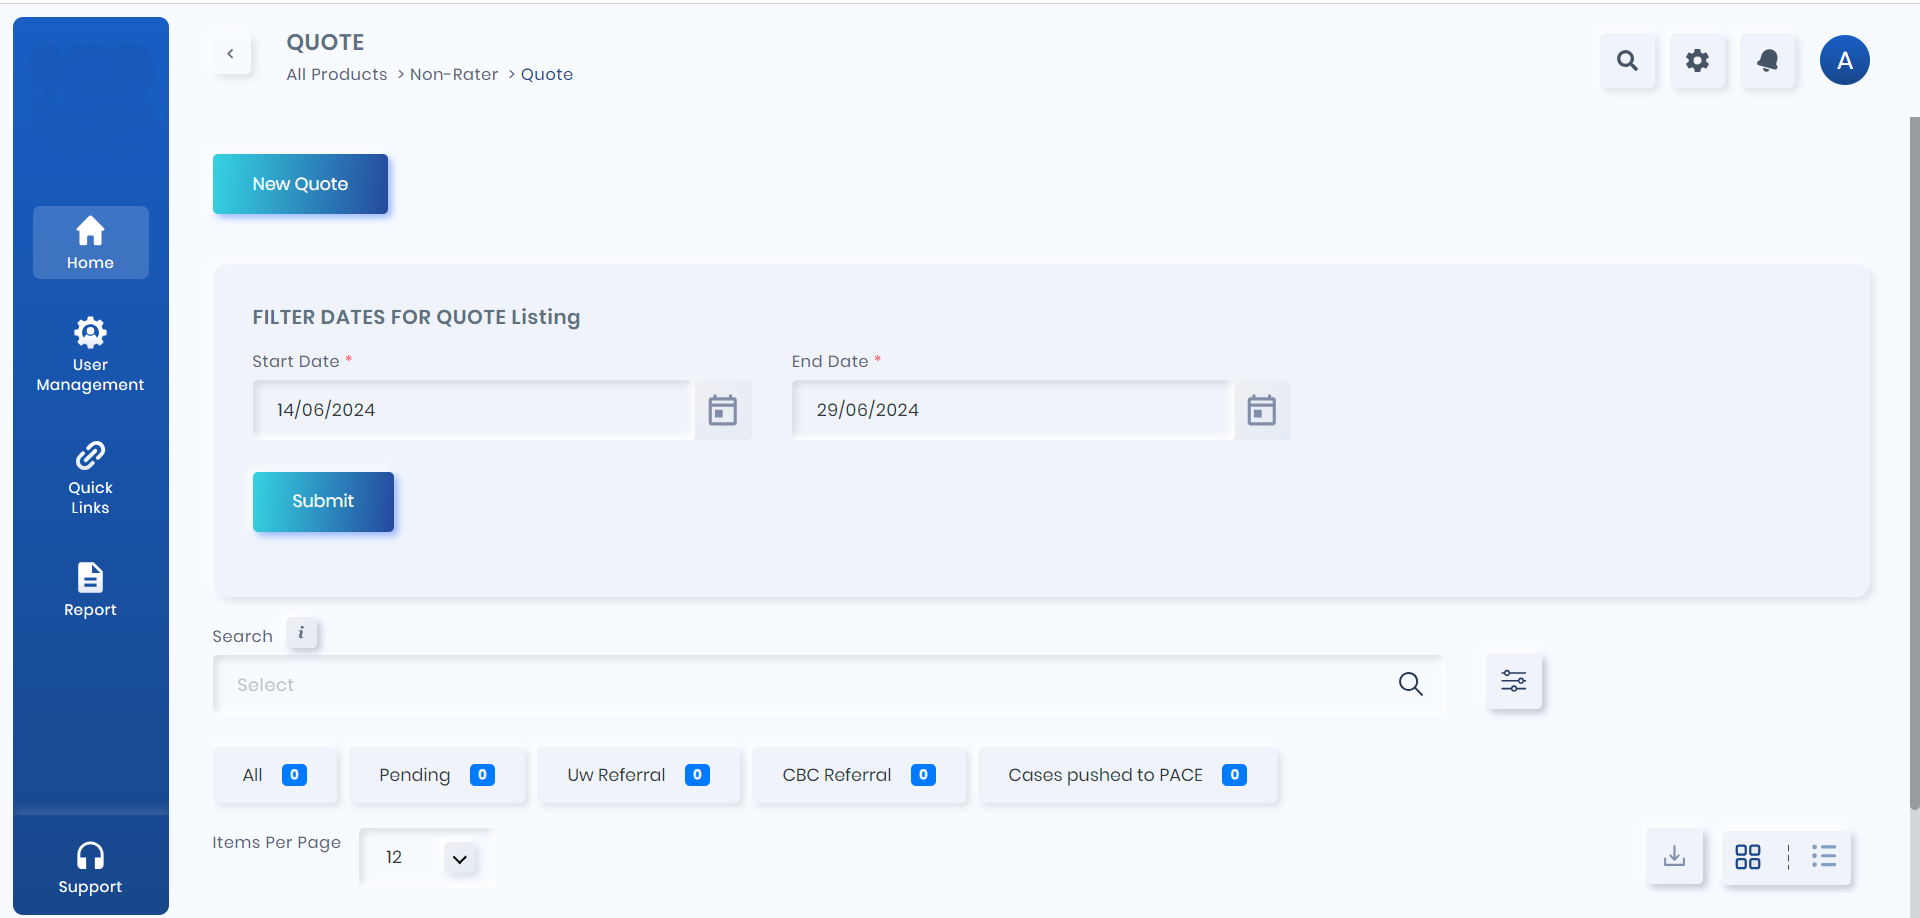 QUOTE
All Products > Non-Rater > Quote
A
New Quote
Home
User
Management
Quick
Links
Report
Support
FILTER DATES FOR QUOTE Listing
Start Date *
End Date *
14/06/2024
29/06/2024
Submit
Search i
Select
All 0
Pending 0
Uw Referral 0
CBC Referral 0
Cases pushed to PACE 0
Items Per Page
12